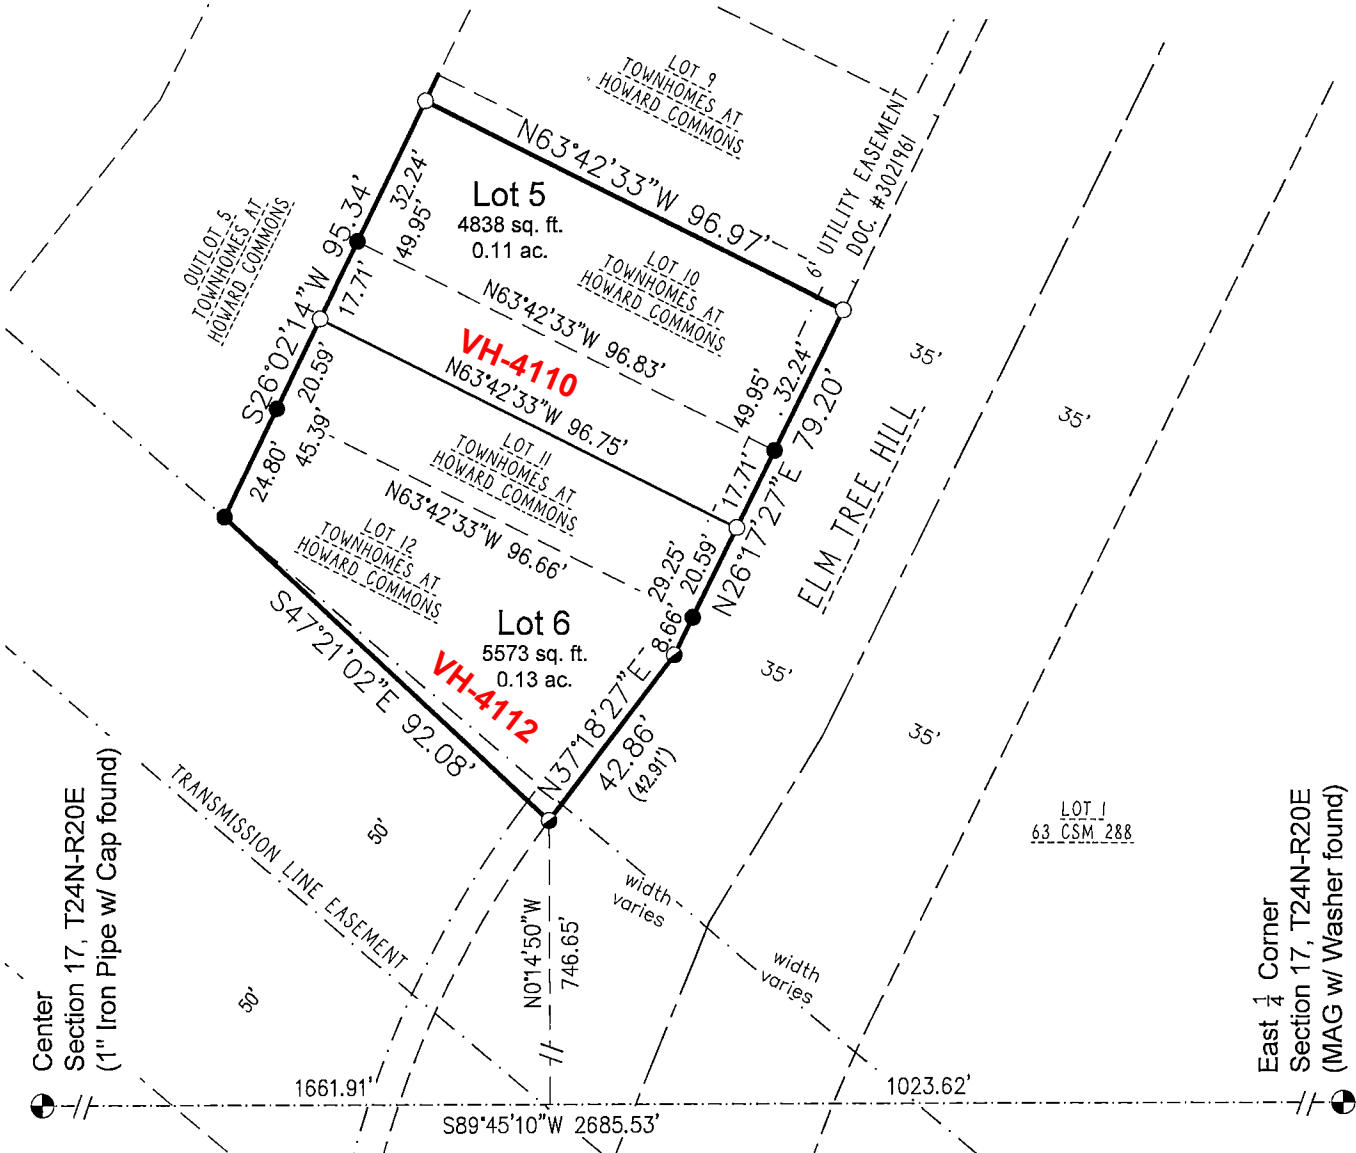 LOT 9
TOWNHOMES AT
HOWARD COMMONS
6' UTILITY EASEMENT
DOC. #3021961
N63°42'33"W 96.97'
S26°02'14"W 95.34'
32.24'
49.95'
17.71'
20.59'
45.39'
24.80'
OUTLOT 5
TOWNHOMES AT
HOWARD COMMONS
Lot 5
4838 sq. ft.
0.11 ac.
LOT 10
TOWNHOMES AT
HOWARD COMMONS
N63°42'33"W 96.83'
VH-4110
N63°42'33"W 96.75'
32.24'
49.95'
17.71'
N26°17'27"E 79.20'
ELM TREE HILL
35'
35'
LOT 11
TOWNHOMES AT
HOWARD COMMONS
N63°42'33"W 96.66'
LOT 12
TOWNHOMES AT
HOWARD COMMONS
29.25'
20.59'
8.66'
Lot 6
5573 sq. ft.
0.13 ac.
VH-4112
S47°21'02"E 92.08'
N37°18'27"E
42.86'
(42.91')
35'
35'
TRANSMISSION LINE EASEMENT
50'
50'
width
varies
width
varies
LOT 1
63 CSM 288
N0°14'50"W
746.65'
Center
Section 17, T24N-R20E
(1" Iron Pipe w/ Cap found)
East 1/4 Corner
Section 17, T24N-R20E
(MAG w/ Washer found)
1661.91'
1023.62'
S89°45'10"W 2685.53'